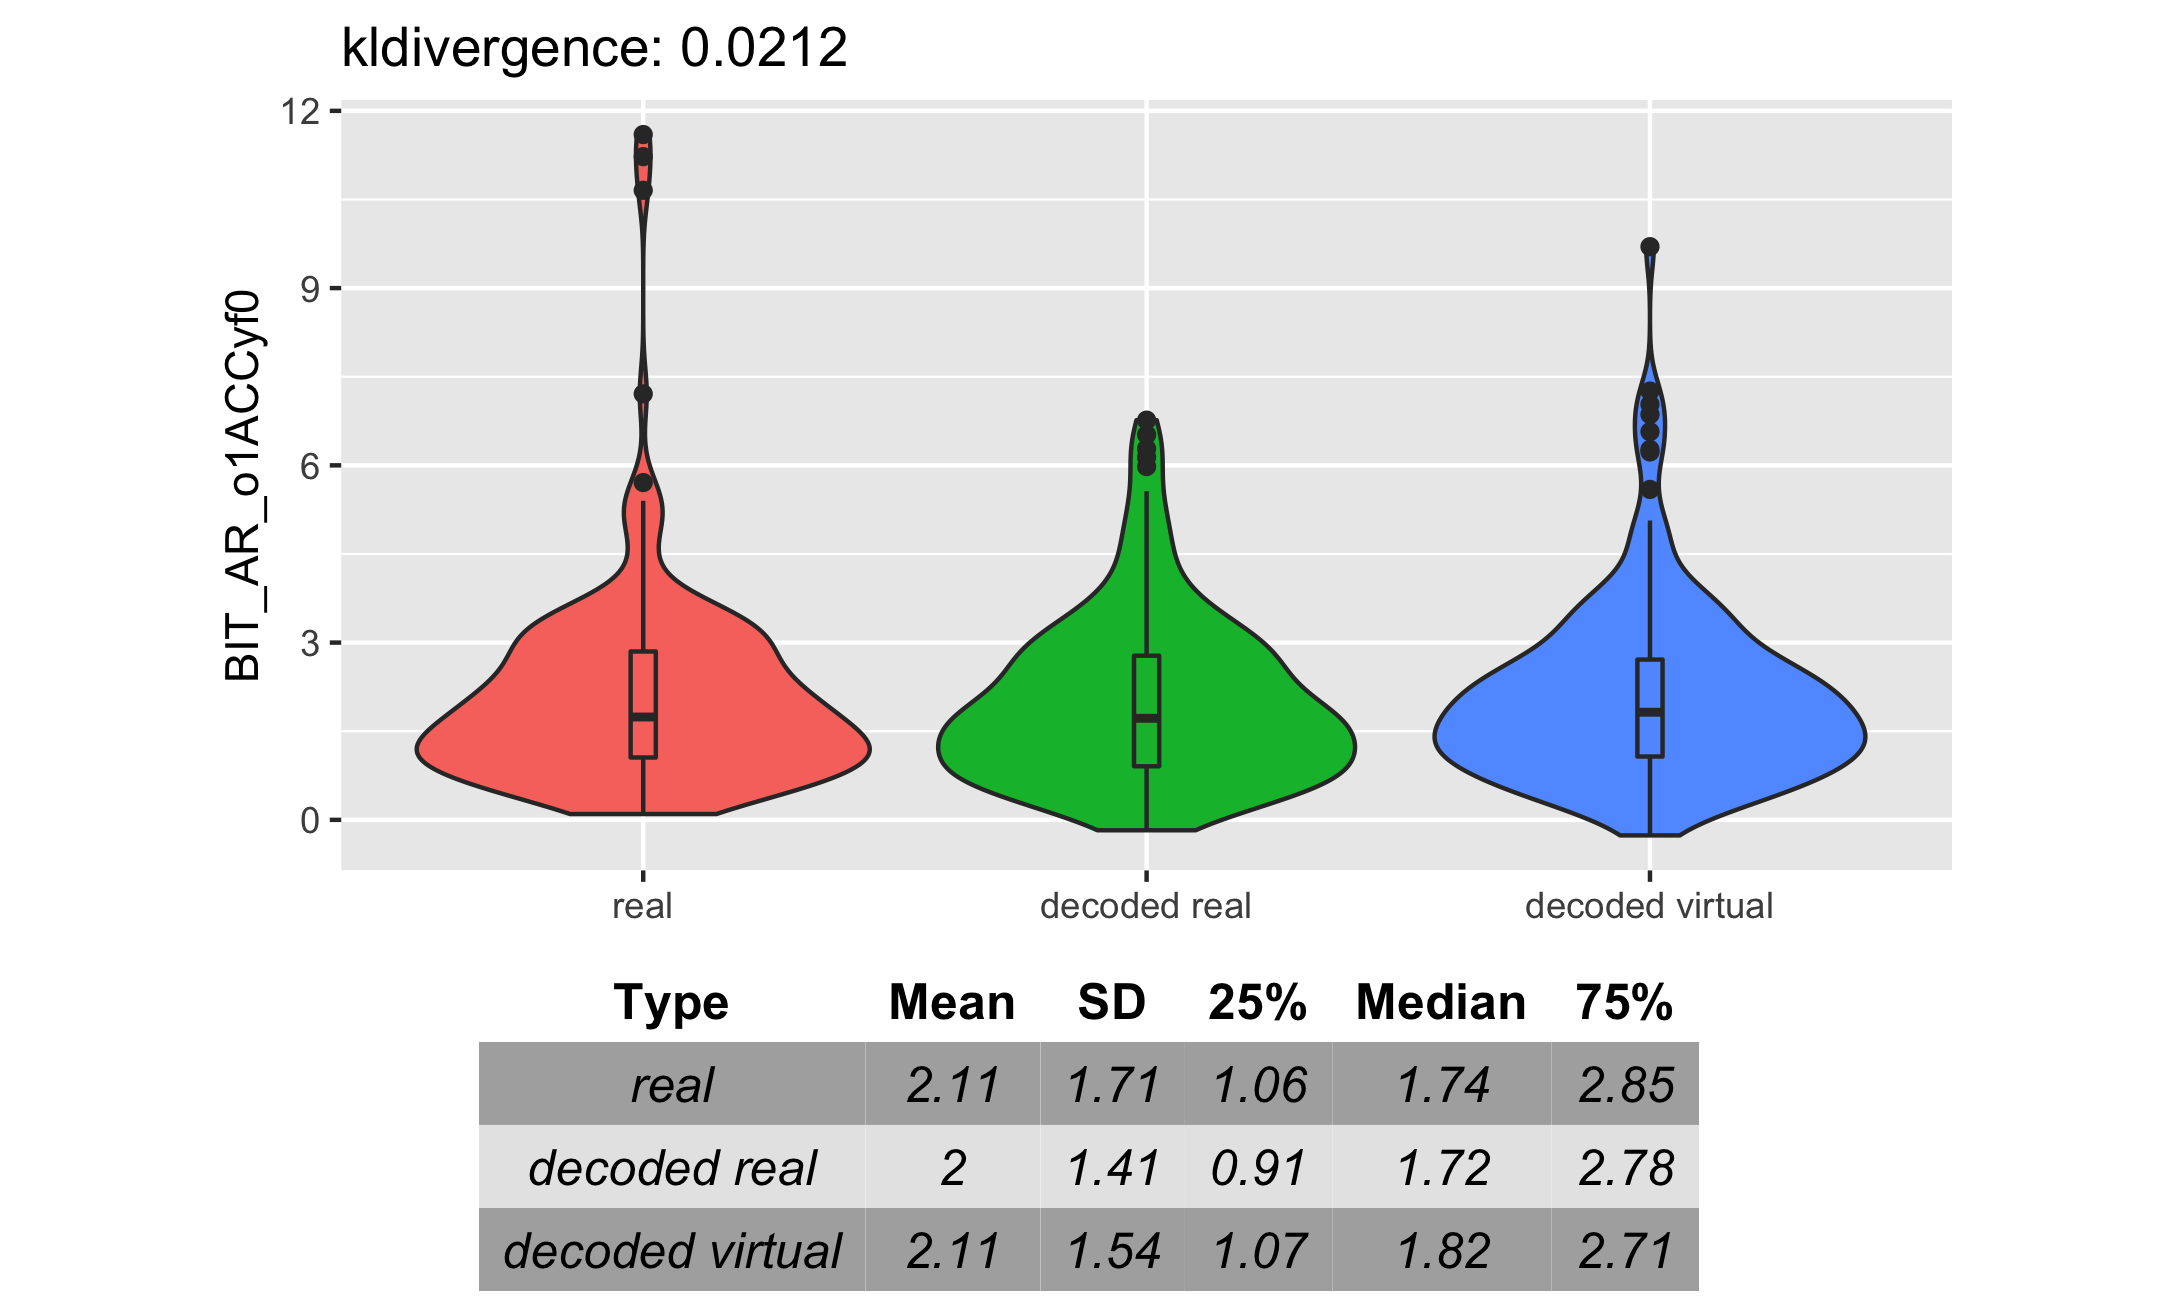 kldivergence: 0.0212
12
9
6
3
0
BIT_AR_o1ACCyf0
real decoded real decoded virtual
Type Mean SD 25% Median 75%
real 2.11 1.71 1.06 1.74 2.85
decoded real 2 1.41 0.91 1.72 2.78
decoded virtual 2.11 1.54 1.07 1.82 2.71